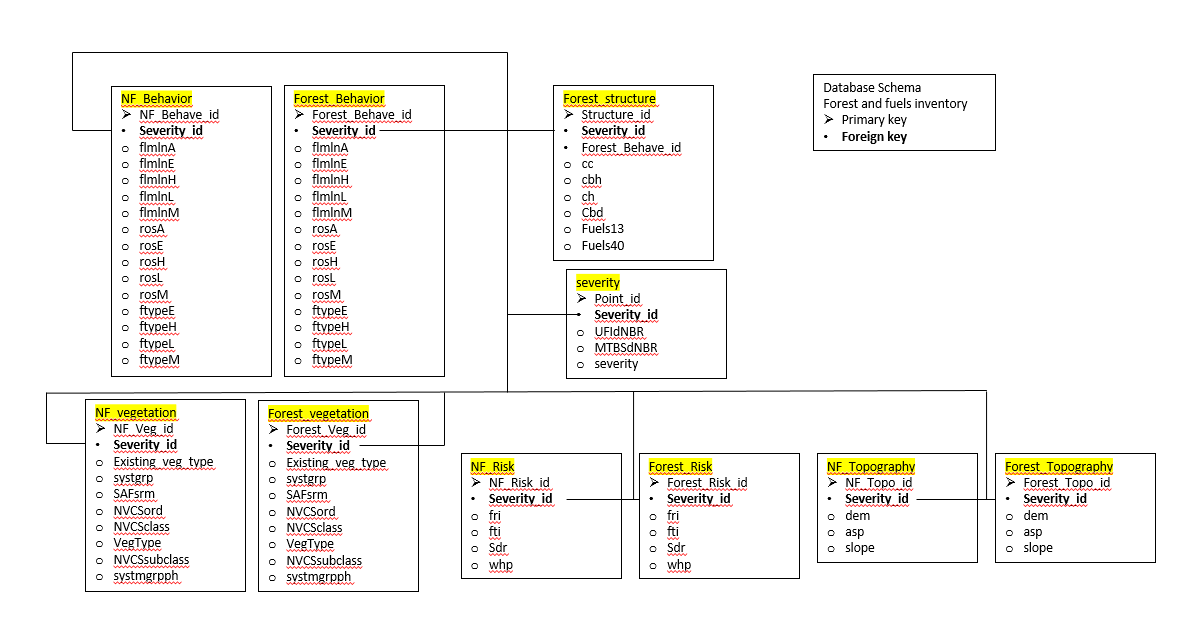 NF_Behavior
NF_Behave_id
Severity_id
flmlnA
flmlnE
flmlnH
flmlnL
flmlnM
rosA
rosE
rosH
rosL
rosM
ftypeE
ftypeH
ftypeL
ftypeM
Forest_Behavior
Forest_Behave_id
Severity_id
flmlnA
flmlnE
flmlnH
flmlnL
flmlnM
rosA
rosE
rosH
rosL
rosM
ftypeE
ftypeH
ftypeL
ftypeM
Forest_structure
Structure_id
Severity_id
Forest_Behave_id
cc
cbh
ch
Cbd
Fuels13
Fuels40
Database Schema
Forest and fuels inventory
Primary key
Foreign key
severity
Point_id
Severity_id
UFIdNBR
MTBSdNBR
severity
NF_vegetation
NF_Veg_id
Severity_id
Existing_veg_type
systgrp
SAFsrm
NVCSord
NVCSclass
VegType
NVCSsubclass
systmgrpph
Forest_vegetation
Forest_Veg_id
Severity_id
Existing_veg_type
systgrp
SAFsrm
NVCSord
NVCSclass
VegType
NVCSsubclass
systmgrpph
NF_Risk
NF_Risk_id
Severity_id
fri
fti
Sdr
whp
Forest_Risk
Forest_Risk_id
Severity_id
fri
fti
Sdr
whp
NF_Topography
NF_Topo_id
Severity_id
dem
asp
slope
Forest_Topography
Forest_Topo_id
Severity_id
dem
asp
slope